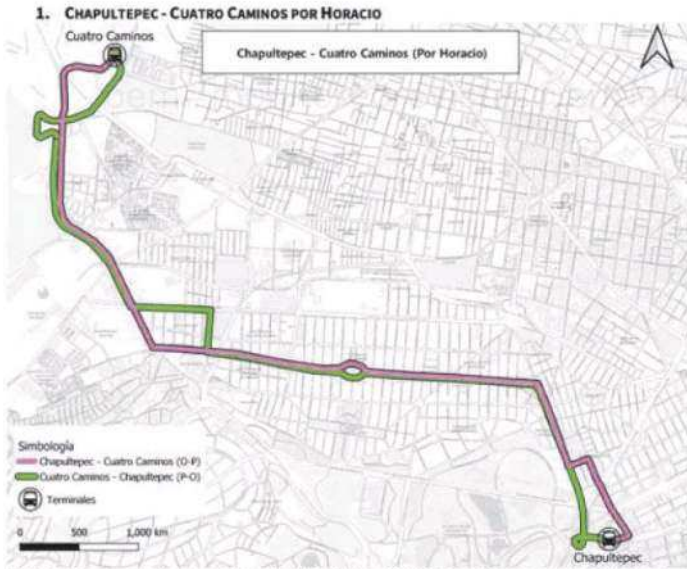 1. CHAPULTEPEC - CUATRO CAMINOS POR HORACIO
Cuatro Caminos
Chapultepec - Cuatro Caminos (Por Horacio)
Simbología
Chapultepec - Cuatro Caminos (O-P)
Cuatro Caminos - Chapultepec (P-O)
Terminales
0 500 1,000 km
Chapultepec